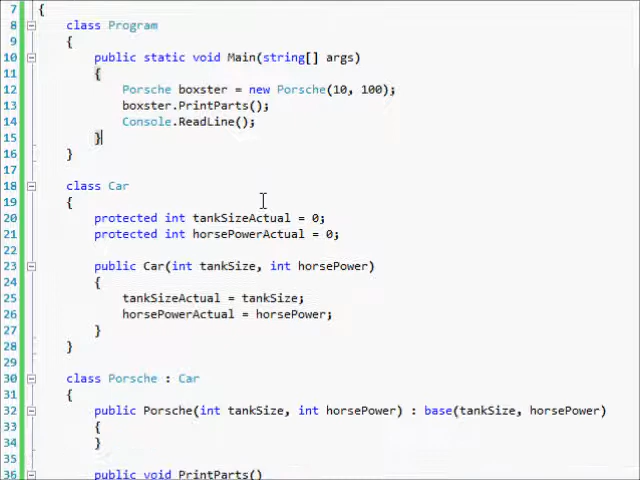 7 {
8 class Program
9 {
10 public static void Main(string[] args)
11 {
12 Porsche boxster = new Porsche(10, 100);
13 boxster.PrintParts();
14 Console.ReadLine();
15 }
16 }
17
18 class Car
19 {
20 protected int tankSizeActual = 0;
21 protected int horsePowerActual = 0;
22
23 public Car(int tankSize, int horsePower)
24 {
25 tankSizeActual = tankSize;
26 horsePowerActual = horsePower;
27 }
28 }
29
30 class Porsche : Car
31 {
32 public Porsche(int tankSize, int horsePower) : base(tankSize, horsePower)
33 {
34 }
35
36 public void PrintParts()